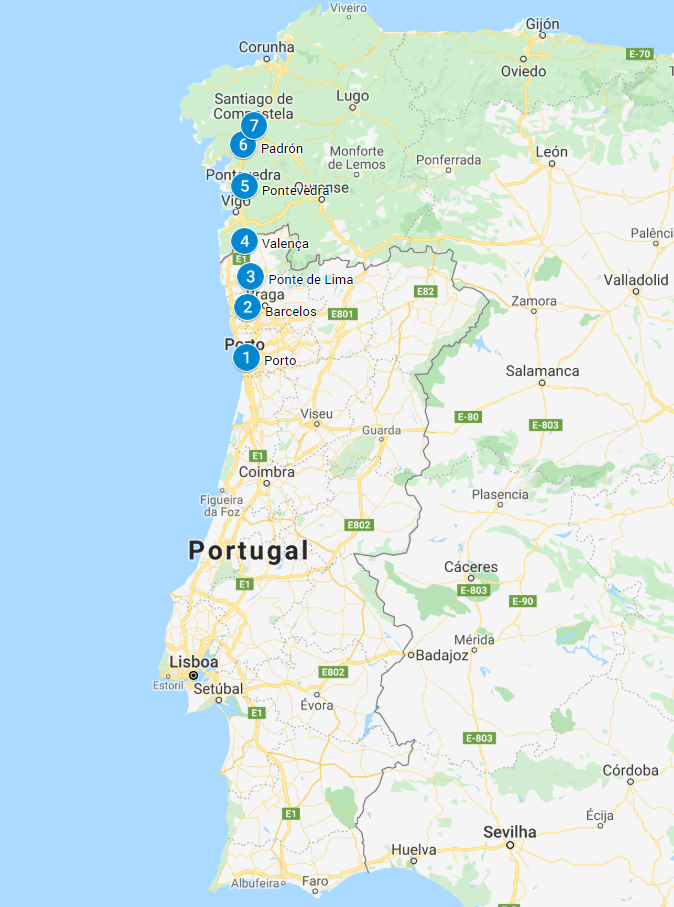 Viveiro
Gijón
Corunha
E-70
Oviedo
Lugo
Santiago de
Compostela
7
6
Padrón
Monforte
de Lemos
León
Ponferrada
Pontevedra
5
Pontevedra
Ourense
Vigo
4
Valença
E1
Palênci
3
Ponte de Lima
Valladolid
Braga
E82
2
Barcelos
E801
Zamora
Porto
1
Porto
Salamanca
Viseu
E-80
E-803
Guarda
E1
Coimbra
Plasencia
Figueira
da Foz
E802
Portugal
Cáceres
E1
E-803
E-90
Mérida
Badajoz
Lisboa
E802
Estoril
Setúbal
Évora
E1
E-803
Córdoba
E1
Écija
Sevilha
Huelva
Albufeira
Faro